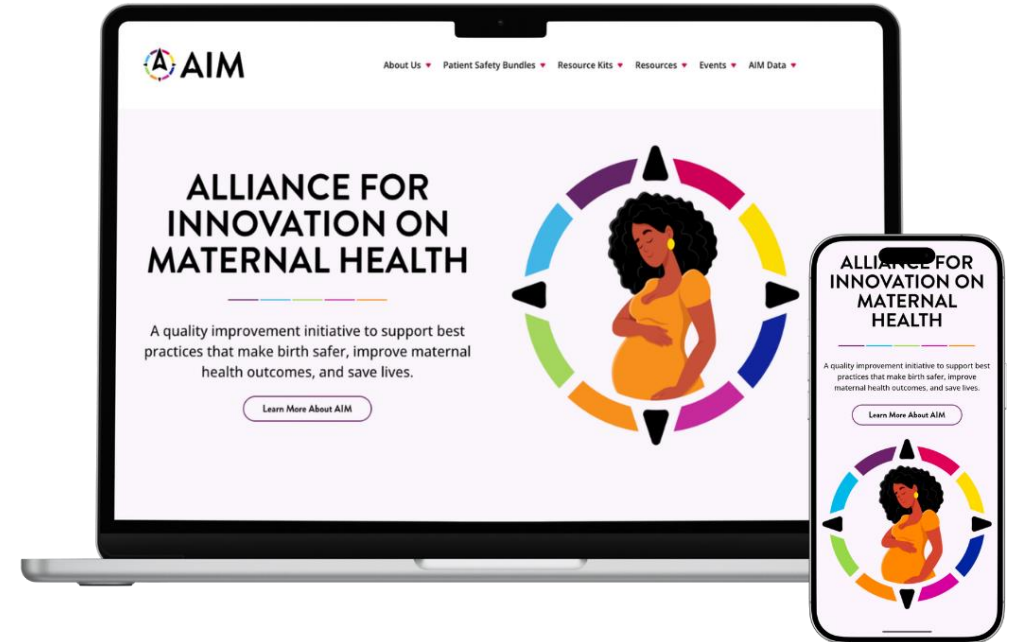 AIM
About Us Patient Safety Bundles Resource Kits Resources Events AIM Data
ALLIANCE FOR
INNOVATION ON
MATERNAL HEALTH
A quality improvement initiative to support best
practices that make birth safer, improve maternal
health outcomes, and save lives.
Learn More About AIM
ALLIANCE FOR
INNOVATION ON
MATERNAL
HEALTH
A quality improvement initiative to support best
practices that make birth safer, improve
maternal health outcomes, and save lives.
Learn More About AIM